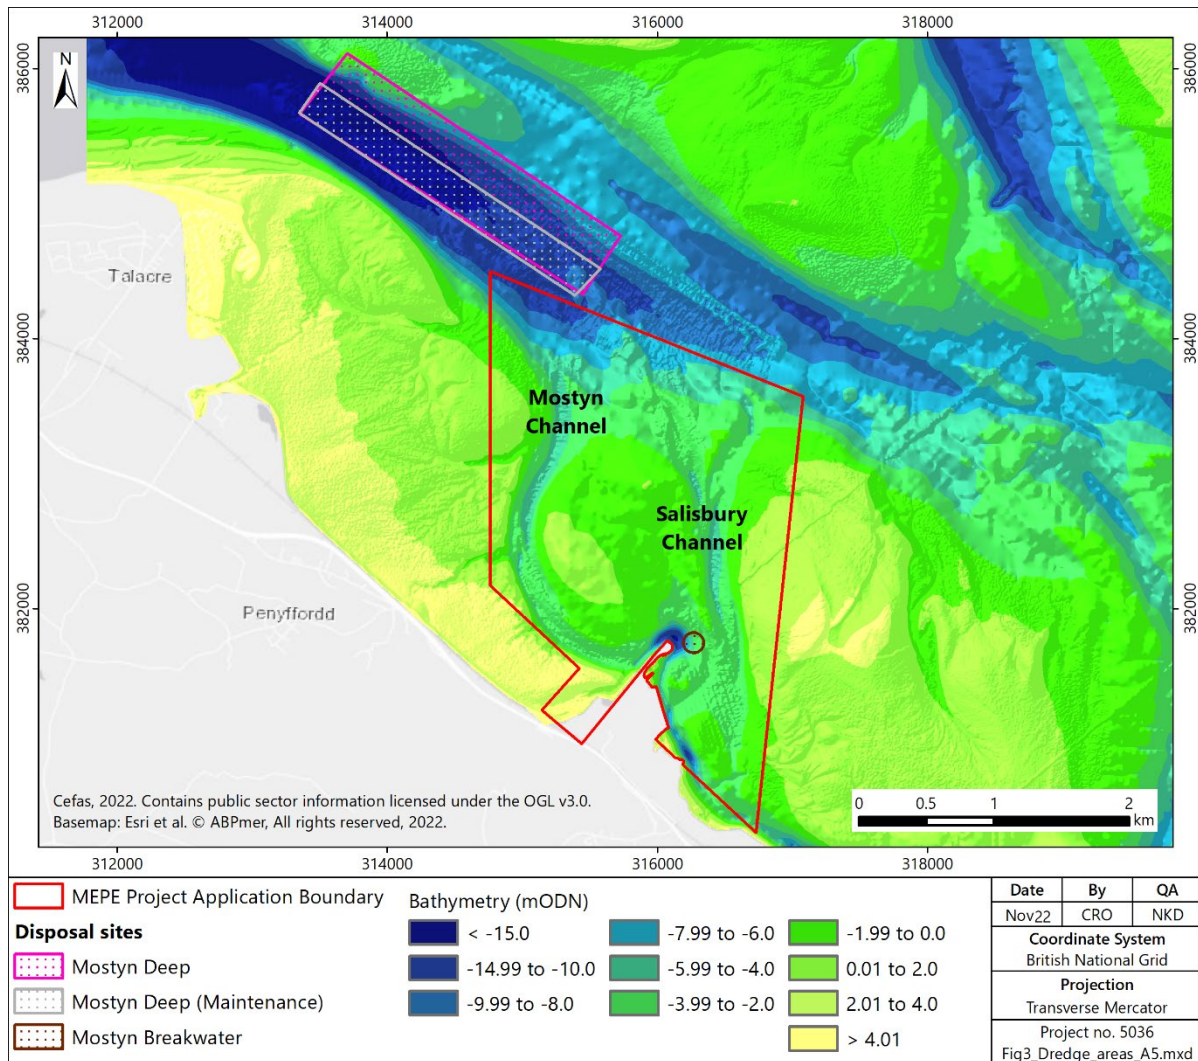 312000 314000 316000 318000
386000 386000
N
Talacre
384000 384000
Mostyn
Channel
Salisbury
Channel
382000 382000
Penyffordd
Cefas, 2022. Contains public sector information licensed under the OGL v3.0.
Basemap: Esri et al. © ABPmer, All rights reserved, 2022.
0 0.5 1 2
km
312000 314000 316000 318000
MEPE Project Application Boundary
Disposal sites
Mostyn Deep
Mostyn Deep (Maintenance)
Mostyn Breakwater
Bathymetry (mODN)
< -15.0
-14.99 to -10.0
-9.99 to -8.0
-7.99 to -6.0
-5.99 to -4.0
-3.99 to -2.0
-1.99 to 0.0
0.01 to 2.0
2.01 to 4.0
> 4.01
Date By QA
Nov22 CRO NKD
Coordinate System
British National Grid
Projection
Transverse Mercator
Project no. 5036
Fig3_Dredge_areas_A5.mxd